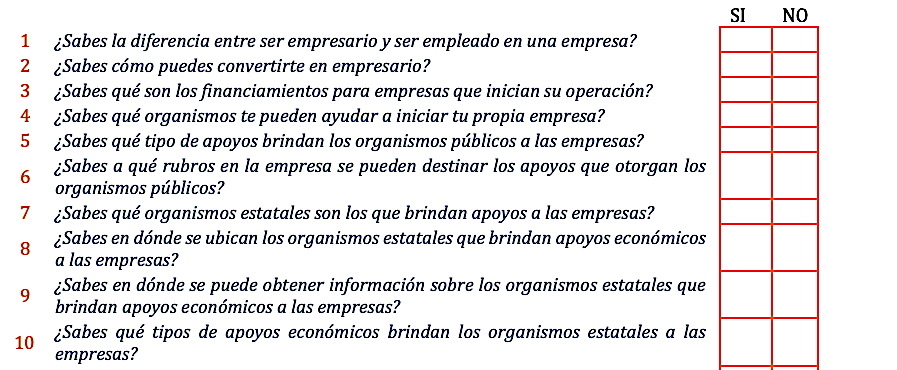 SI NO
1 ¿Sabes la diferencia entre ser empresario y ser empleado en una empresa?
2 ¿Sabes cómo puedes convertirte en empresario?
3 ¿Sabes qué son los financiamientos para empresas que inician su operación?
4 ¿Sabes qué organismos te pueden ayudar a iniciar tu propia empresa?
5 ¿Sabes qué tipo de apoyos brindan los organismos públicos a las empresas?
6 ¿Sabes a qué rubros en la empresa se pueden destinar los apoyos que otorgan los
organismos públicos?
7 ¿Sabes qué organismos estatales son los que brindan apoyos a las empresas?
8 ¿Sabes en dónde se ubican los organismos estatales que brindan apoyos económicos
a las empresas?
9 ¿Sabes en dónde se puede obtener información sobre los organismos estatales que
brindan apoyos económicos a las empresas?
10 ¿Sabes qué tipos de apoyos económicos brindan los organismos estatales a las
empresas?